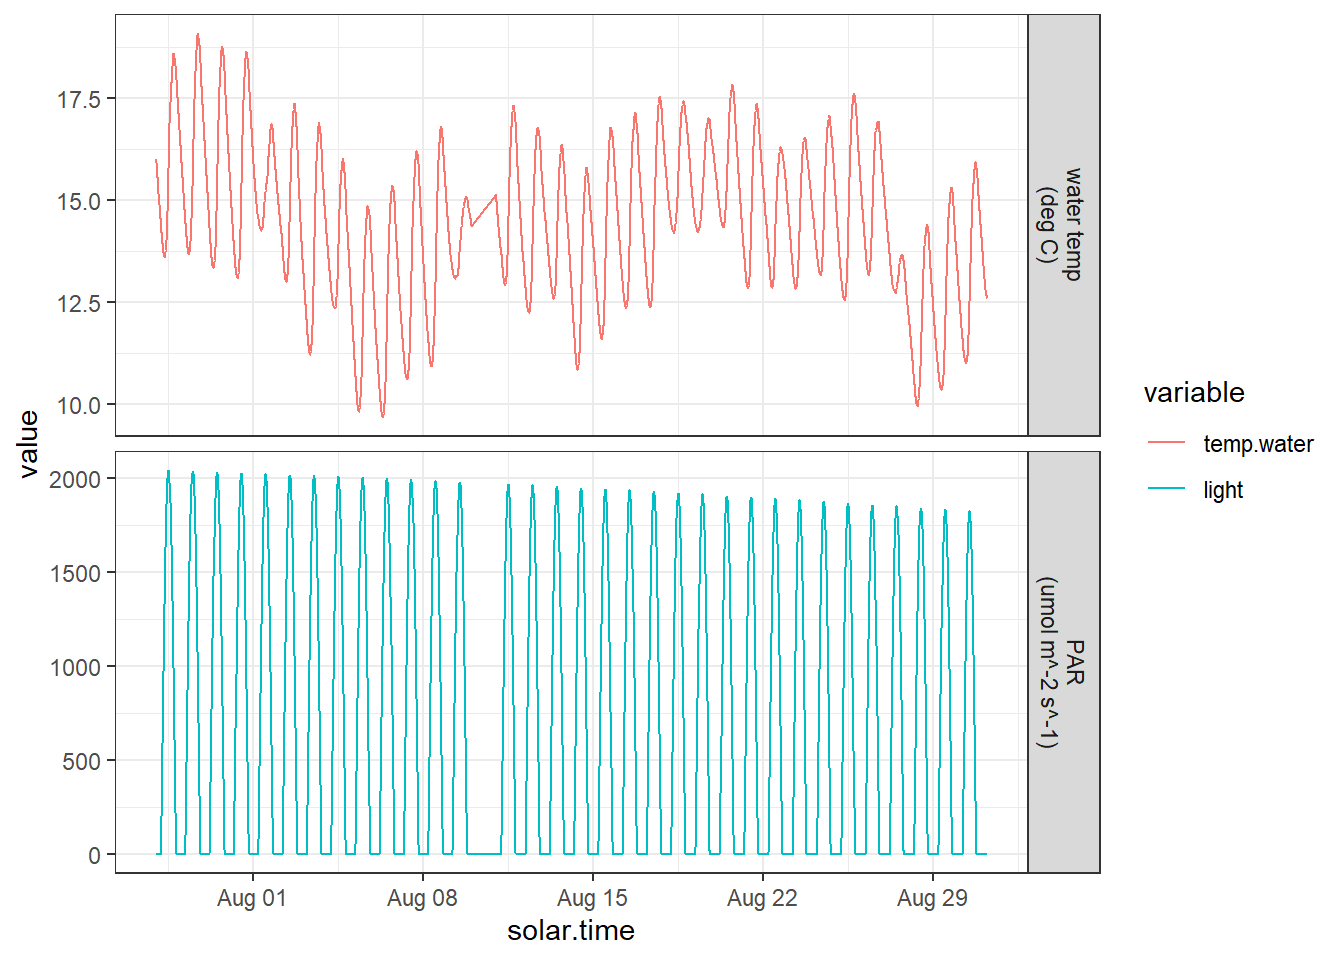 17.5
15.0
12.5
10.0
water temp
(deg C)
value
2000
1500
1000
500
0
PAR
(umol m^-2 s^-1)
Aug 01
Aug 08
Aug 15
Aug 22
Aug 29
solar.time
variable
temp.water
light